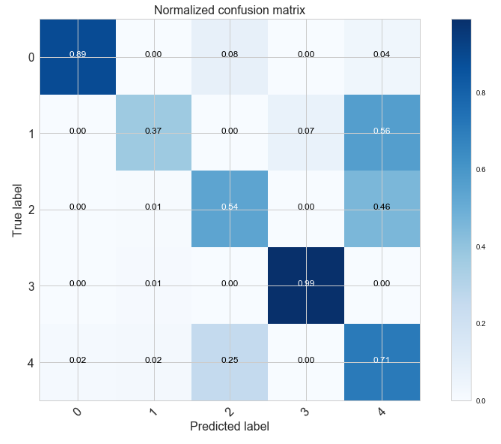 Normalized confusion matrix
True label
0 0.89 0.00 0.08 0.00 0.04
1 0.00 0.37 0.00 0.07 0.56
2 0.00 0.01 0.54 0.00 0.46
3 0.00 0.01 0.00 0.99 0.00
4 0.02 0.02 0.25 0.00 0.71
0 1 2 3 4
Predicted label
0.8
0.6
0.4
0.2
0.0